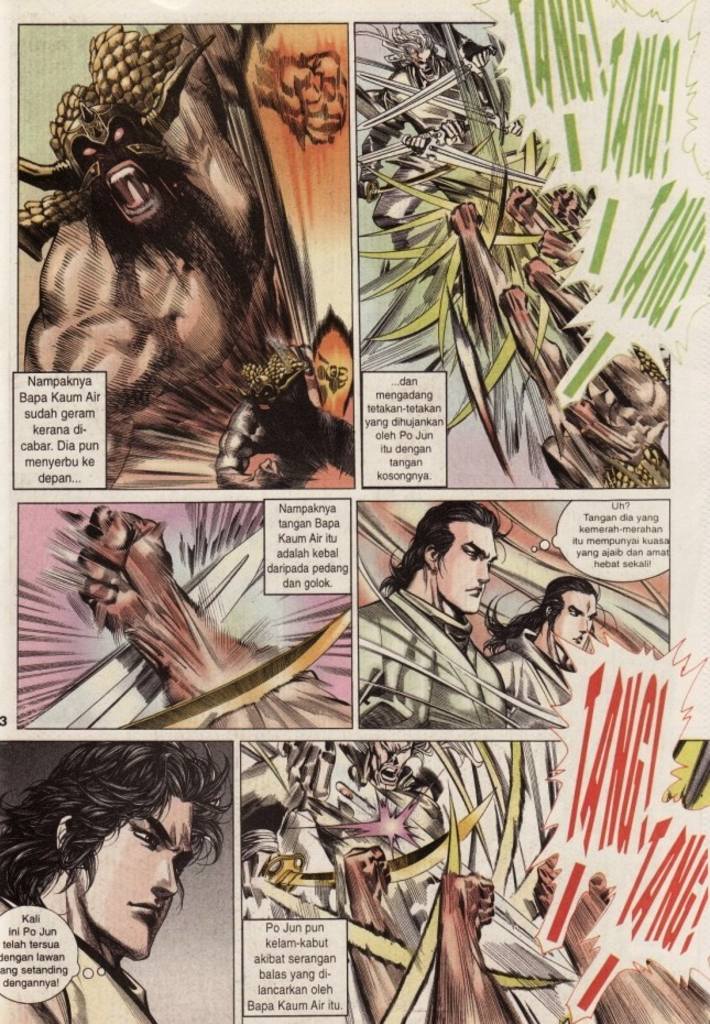 Nampaknya
Bapa Kaum Air
sudah geram
kerana di-
cabar. Dia pun
menyerbu ke
depan...
TANG!
TANG!
TANG!
...dan
mengadang
tetakan-tetakan
yang dihujankan
oleh Po Jun
itu dengan
tangan
kosongnya.
Nampaknya
tangan Bapa
Kaum Air itu
adalah kebal
daripada pedang
dan golok.
Uh?
Tangan dia yang
kemerah-merahan
itu mempunyai kuasa
yang ajaib dan amat
hebat sekali!
3
Kali
ini Po Jun
telah tersua
dengan lawan
ang setanding
dengannya!
TANG!
TANG!
Po Jun pun
kelam-kabut
akibat serangan
balas yang di-
lancarkan oleh
Bapa Kaum Air itu.